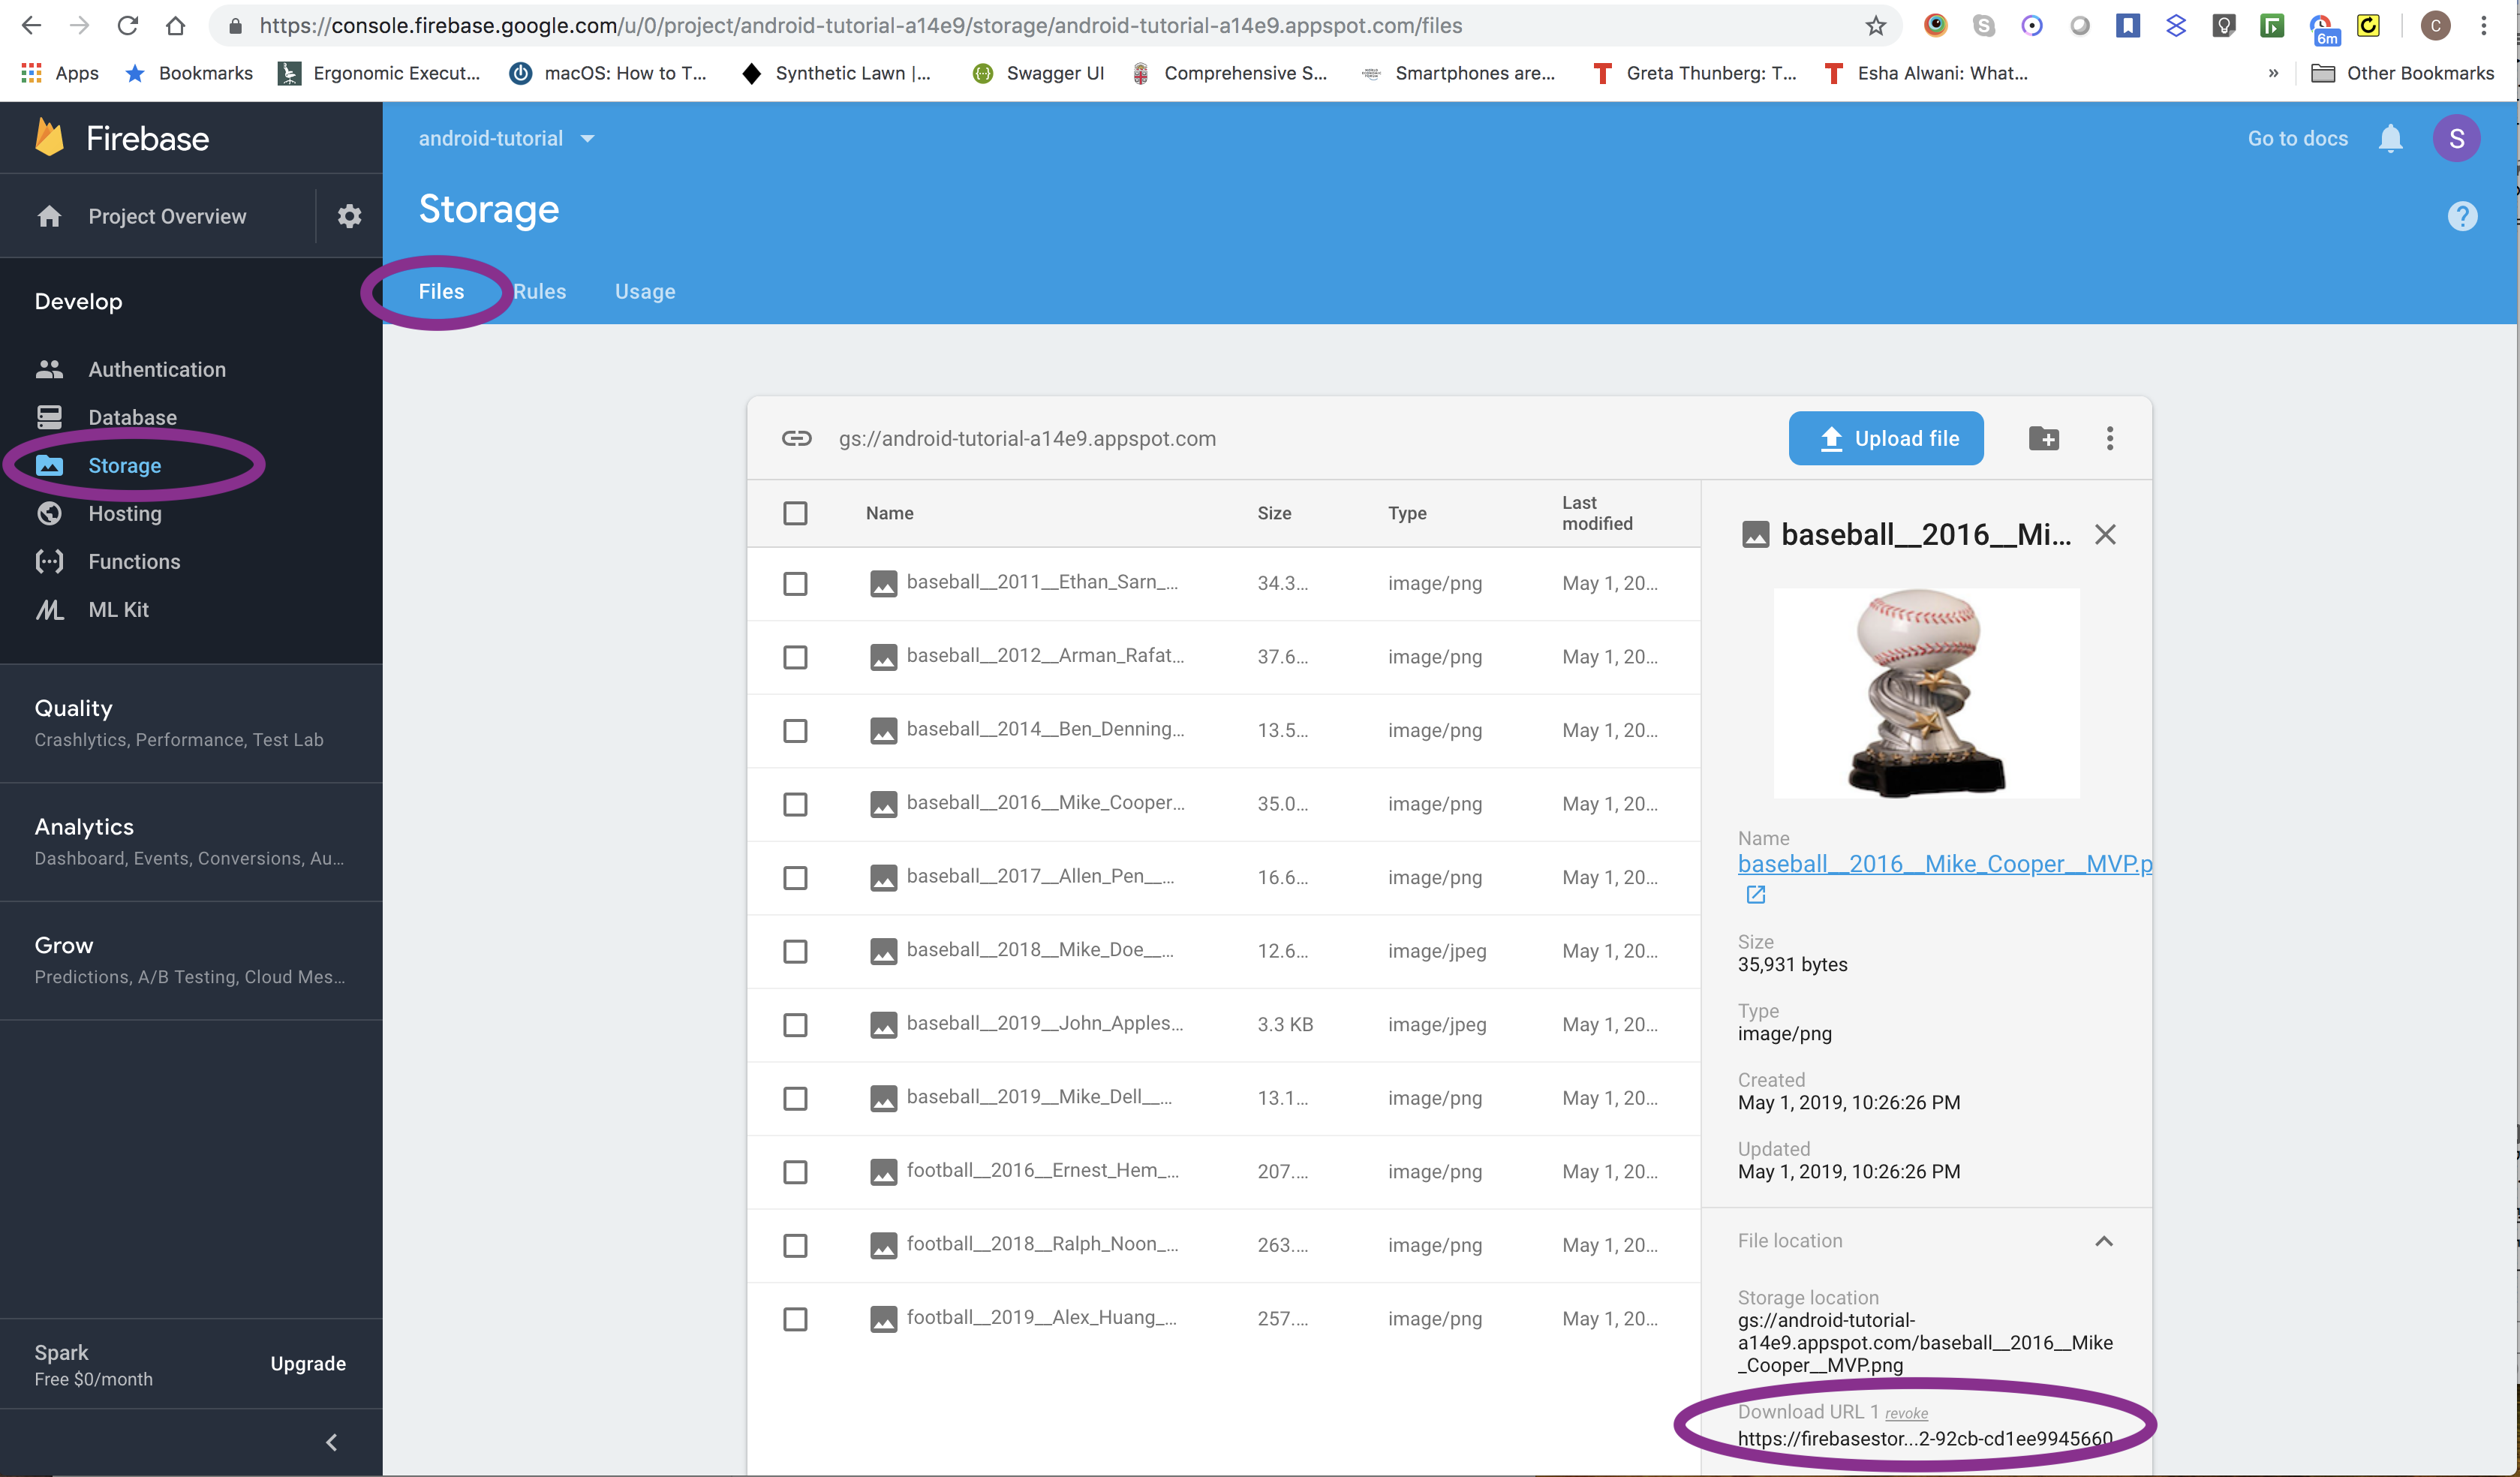 https://console.firebase.google.com/u/0/project/android-tutorial-a14e9/storage/android-tutorial-a14e9.appspot.com/files
6m
C
Apps
Bookmarks
Ergonomic Execut...
macOS: How to T...
Synthetic Lawn |...
Swagger UI
Comprehensive S...
Smartphones are...
Greta Thunberg: T...
Esha Alwani: What...
»
Other Bookmarks
Firebase
android-tutorial
Go to docs
S
Project Overview
Storage
?
Files
Rules
Usage
Develop
Authentication
Database
Storage
Hosting
Functions
ML Kit
Quality
Crashlytics, Performance, Test Lab
Analytics
Dashboard, Events, Conversions, Au...
Grow
Predictions, A/B Testing, Cloud Mes...
Spark
Free $0/month
Upgrade
gs://android-tutorial-a14e9.appspot.com
Upload file
Name Size Type Last modified
baseball__2011__Ethan_Sarn_... 34.3... image/png May 1, 20...
baseball__2012__Arman_Rafat... 37.6... image/png May 1, 20...
baseball__2014__Ben_Denning... 13.5... image/png May 1, 20...
baseball__2016__Mike_Cooper... 35.0... image/png May 1, 20...
baseball__2017__Allen_Pen__... 16.6... image/png May 1, 20...
baseball__2018__Mike_Doe__... 12.6... image/jpeg May 1, 20...
baseball__2019__John_Apples... 3.3 KB image/jpeg May 1, 20...
baseball__2019__Mike_Dell__... 13.1... image/png May 1, 20...
football__2016__Ernest_Hem_... 207.... image/png May 1, 20...
football__2018__Ralph_Noon_... 263.... image/png May 1, 20...
football__2019__Alex_Huang_... 257.... image/png May 1, 20...
baseball__2016__Mi...
Name
baseball__2016__Mike_Cooper__MVP.p
Size
35,931 bytes
Type
image/png
Created
May 1, 2019, 10:26:26 PM
Updated
May 1, 2019, 10:26:26 PM
File location
Storage location
gs://android-tutorial-
a14e9.appspot.com/baseball__2016__Mike
_Cooper__MVP.png
Download URL 1 revoke
https://firebasestor...2-92cb-cd1ee9945660